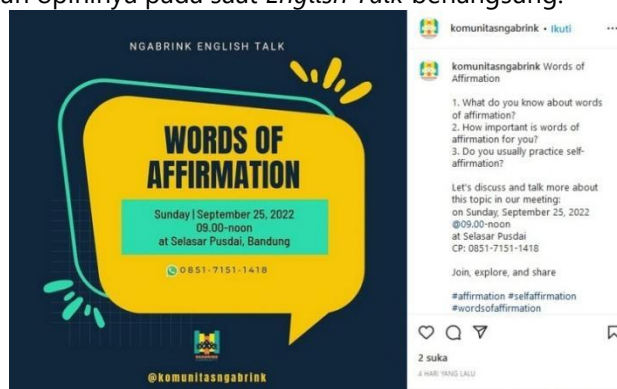 an opininya pada saat English Talk berlangsung.
NGABRINK ENGLISH TALK
WORDS OF
AFFIRMATION
Sunday | September 25, 2022
09.00-noon
at Selasar Pusdai, Bandung
0851-7151-1418
@komunitasngabrink
komunitasngabrink • Ikuti
komunitasngabrink Words of
Affirmation
1. What do you know about words
of affirmation?
2. How important is words of
affirmation for you?
3. Do you usually practice self-
affirmation?
Let's discuss and talk more about
this topic in our meeting:
on Sunday, September 25, 2022
@09.00-noon
at Selasar Pusdai
CP: 0851-7151-1418
Join, explore, and share
#affirmation #selfaffirmation
#wordsofaffirmation
2 suka
4 HARI YANG LALU